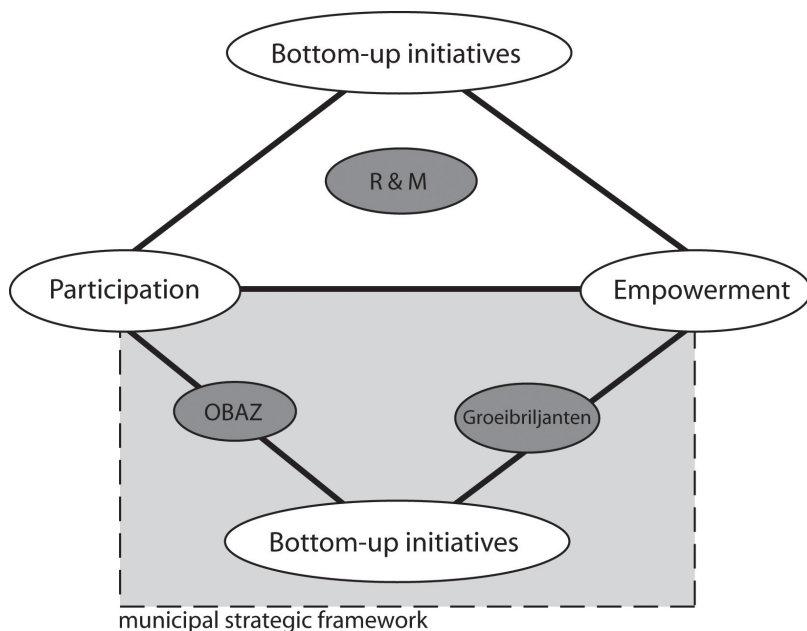 Bottom-up initiatives
R & M
Participation
Empowerment
OBAZ
Groeibriljanten
Bottom-up initiatives
municipal strategic framework